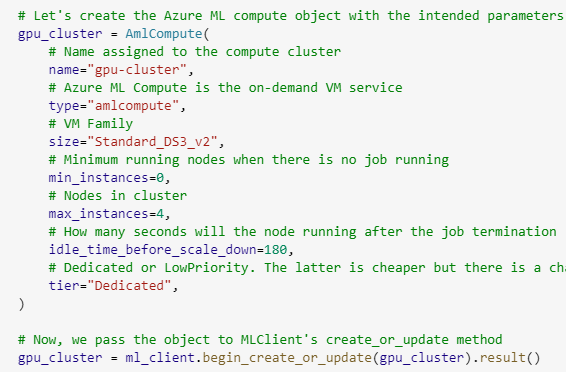 # Let's create the Azure ML compute object with the intended parameters
gpu_cluster = AmlCompute(
    # Name assigned to the compute cluster
    name="gpu-cluster",
    # Azure ML Compute is the on-demand VM service
    type="amlcompute",
    # VM Family
    size="Standard_DS3_v2",
    # Minimum running nodes when there is no job running
    min_instances=0,
    # Nodes in cluster
    max_instances=4,
    # How many seconds will the node running after the job termination
    idle_time_before_scale_down=180,
    # Dedicated or LowPriority. The latter is cheaper but there is a
    tier="Dedicated",
)
# Now, we pass the object to MLClient's create_or_update method
gpu_cluster = ml_client.begin_create_or_update(gpu_cluster).result()